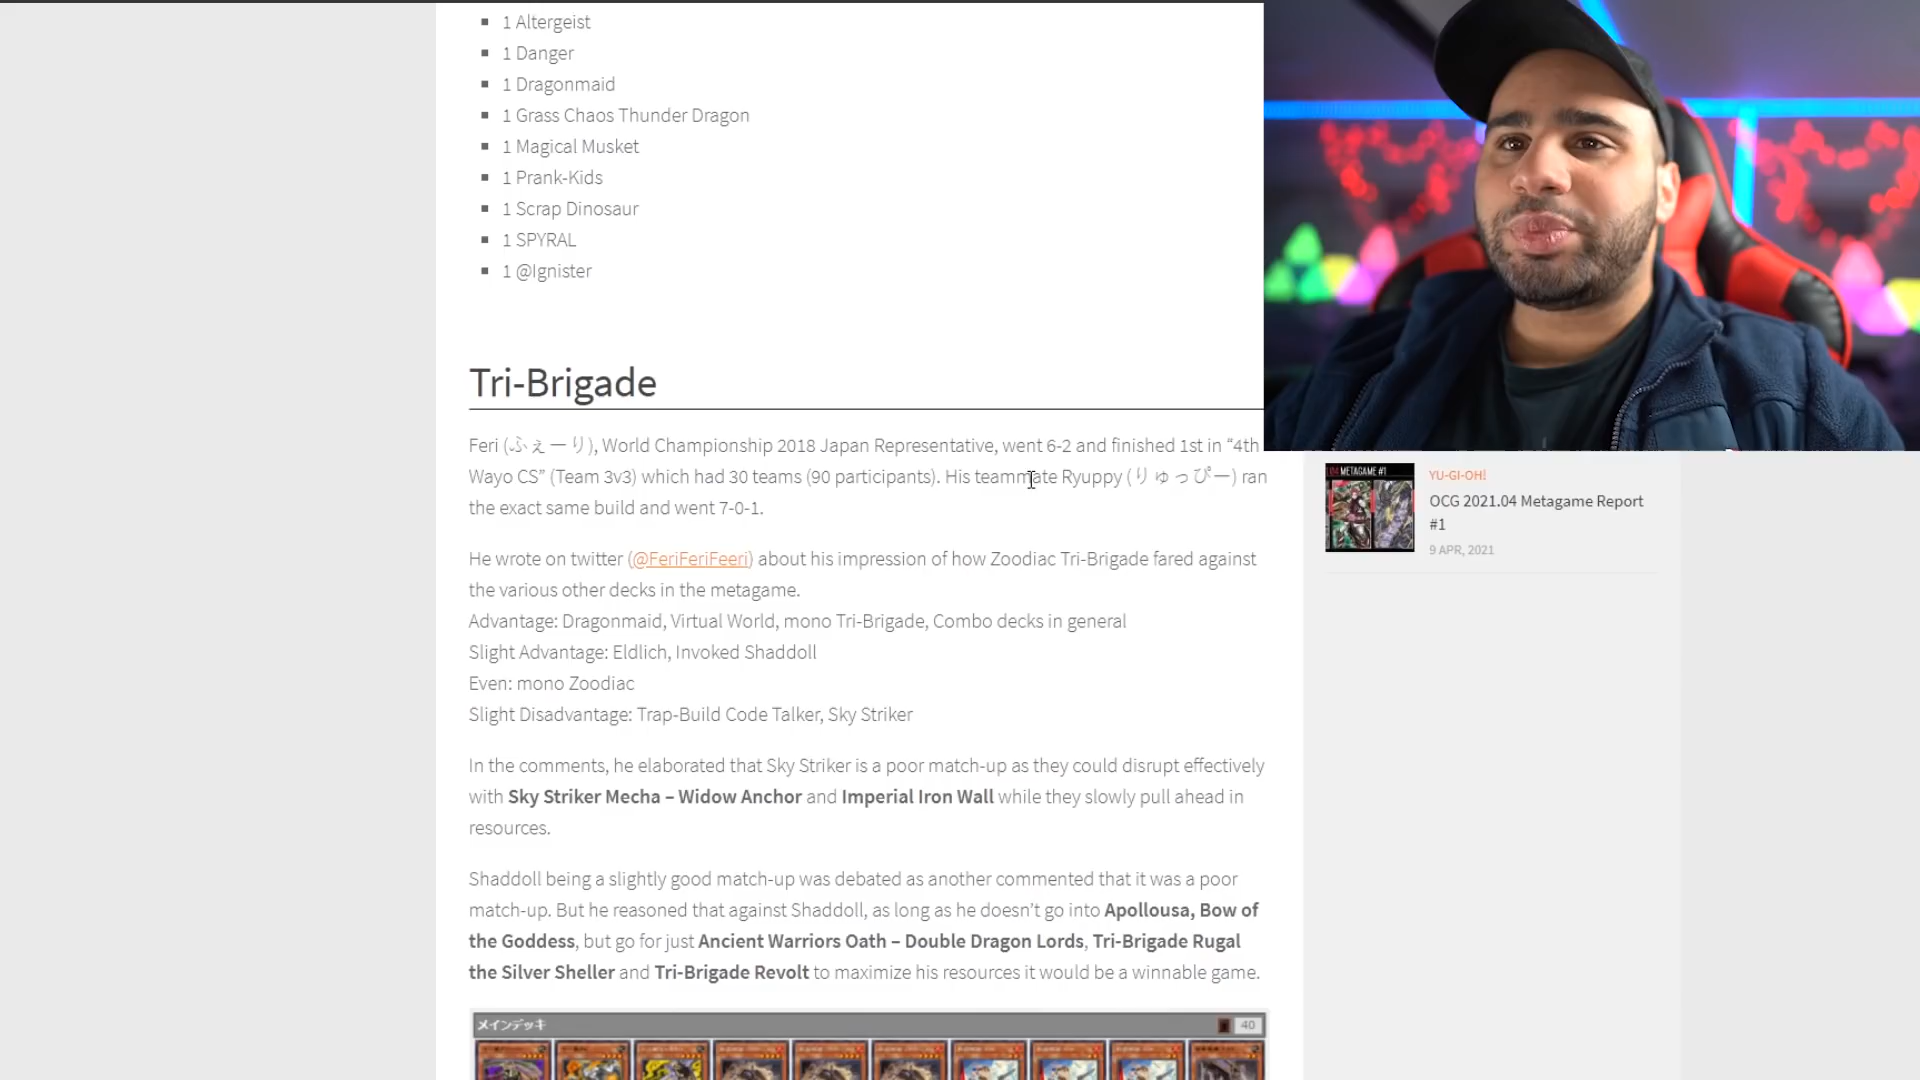 1 Altergeist
1 Danger
1 Dragonmaid
1 Grass Chaos Thunder Dragon
1 Magical Musket
1 Prank-Kids
1 Scrap Dinosaur
1 SPYRAL
1 @Ignister
Tri-Brigade
Feri (ふぇーり), World Championship 2018 Japan Representative, went 6-2 and finished 1st in “4th
Wayo CS” (Team 3v3) which had 30 teams (90 participants). His teammate Ryuppy (りゅっぴー) ran
the exact same build and went 7-0-1.
He wrote on twitter (@FeriFeriFeeri) about his impression of how Zoodiac Tri-Brigade fared against
the various other decks in the metagame.
Advantage: Dragonmaid, Virtual World, mono Tri-Brigade, Combo decks in general
Slight Advantage: Eldlich, Invoked Shaddoll
Even: mono Zoodiac
Slight Disadvantage: Trap-Build Code Talker, Sky Striker
In the comments, he elaborated that Sky Striker is a poor match-up as they could disrupt effectively
with Sky Striker Mecha – Widow Anchor and Imperial Iron Wall while they slowly pull ahead in
resources.
Shaddoll being a slightly good match-up was debated as another commented that it was a poor
match-up. But he reasoned that against Shaddoll, as long as he doesn’t go into Apollousa, Bow of
the Goddess, but go for just Ancient Warriors Oath – Double Dragon Lords, Tri-Brigade Rugal
the Silver Sheller and Tri-Brigade Revolt to maximize his resources it would be a winnable game.
メインデッキ
40
METAGAME #1
YU-GI-OH!
OCG 2021.04 Metagame Report
#1
9 APR, 2021